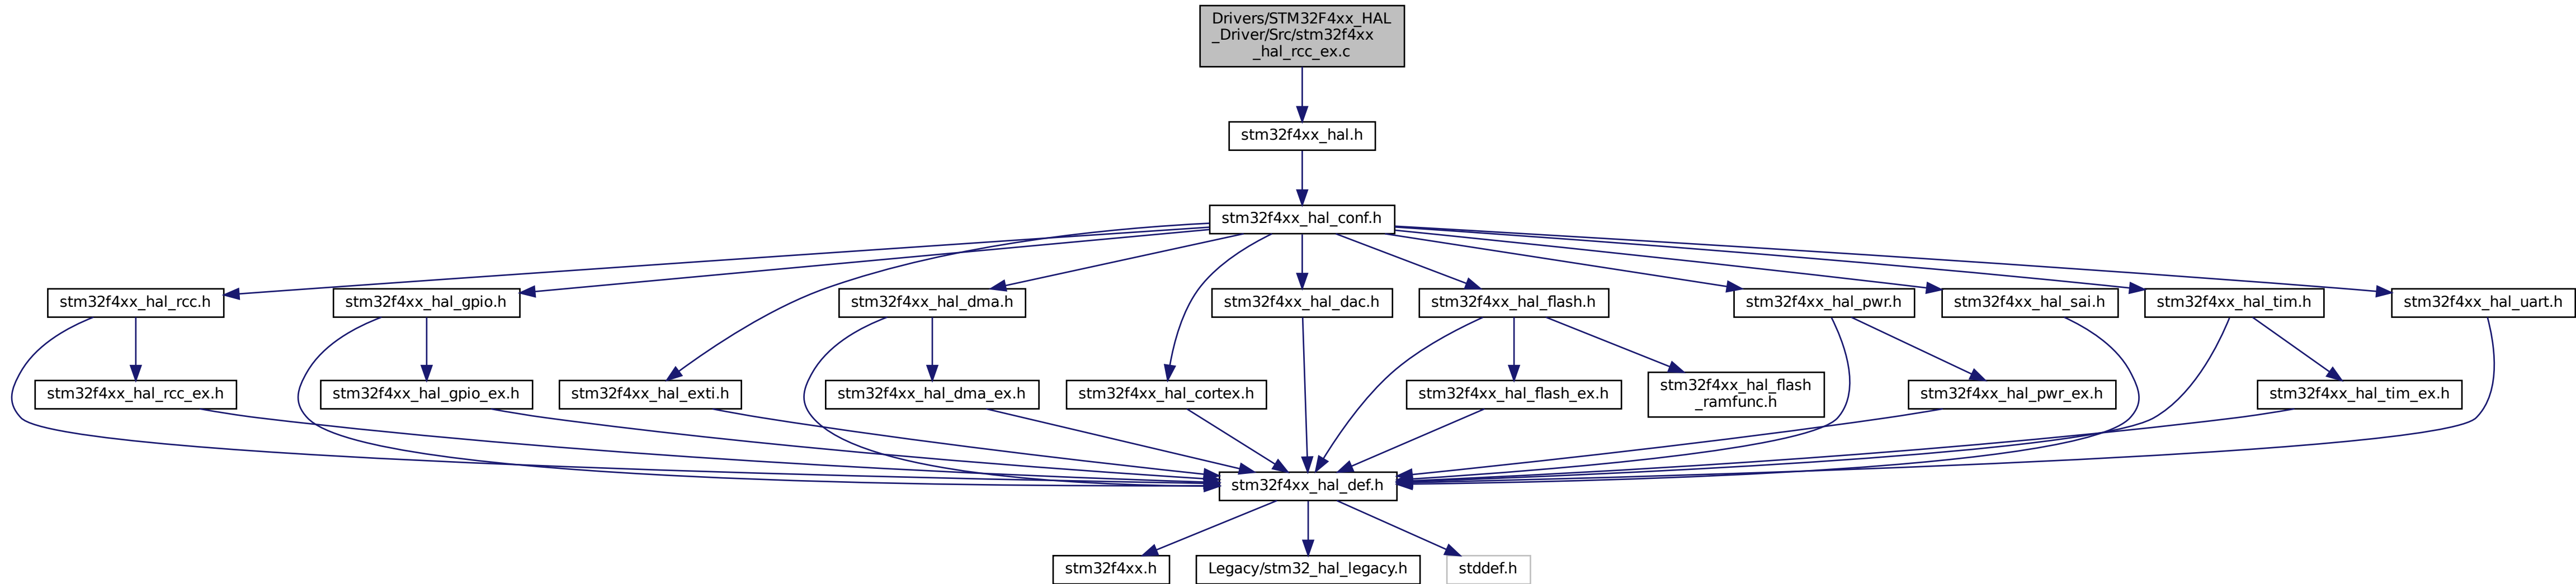 Drivers/STM32F4xx_HAL
_Driver/Src/stm32f4xx
_hal_rcc_ex.c
stm32f4xx_hal.h
stm32f4xx_hal_conf.h
stm32f4xx_hal_rcc.h
stm32f4xx_hal_gpio.h
stm32f4xx_hal_dma.h
stm32f4xx_hal_dac.h
stm32f4xx_hal_flash.h
stm32f4xx_hal_pwr.h
stm32f4xx_hal_sai.h
stm32f4xx_hal_tim.h
stm32f4xx_hal_uart.h
stm32f4xx_hal_rcc_ex.h
stm32f4xx_hal_gpio_ex.h
stm32f4xx_hal_exti.h
stm32f4xx_hal_dma_ex.h
stm32f4xx_hal_cortex.h
stm32f4xx_hal_flash_ex.h
stm32f4xx_hal_flash
_ramfunc.h
stm32f4xx_hal_pwr_ex.h
stm32f4xx_hal_tim_ex.h
stm32f4xx_hal_def.h
stm32f4xx.h
Legacy/stm32_hal_legacy.h
stddef.h